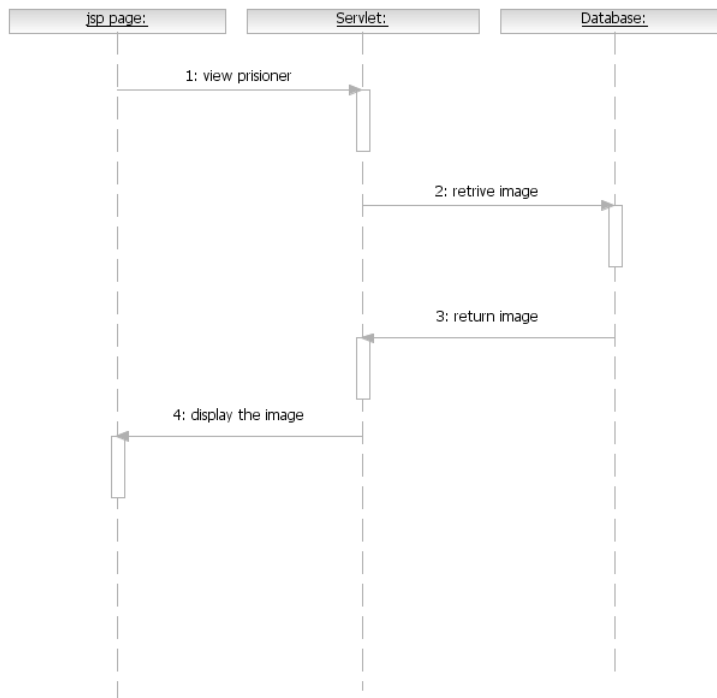 jsp page:
Servlet:
Database:
1: view prisioner
2: retrive image
3: return image
4: display the image